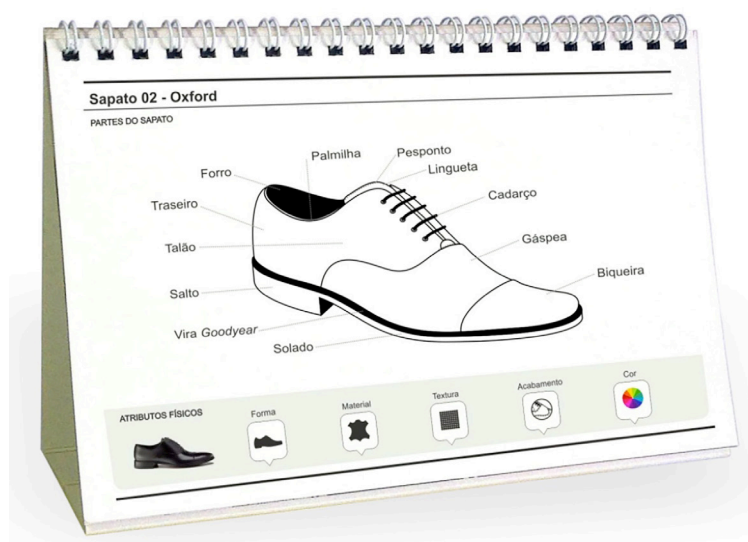 Sapato 02 - Oxford
PARTES DO SAPATO
Palmilha
Pesponto
Forro
Lingueta
Traseiro
Cadarço
Talão
Gáspea
Salto
Biqueira
Vira Goodyear
Solado
ATRIBUTOS FÍSICOS
Forma
Material
Textura
Acabamento
Cor